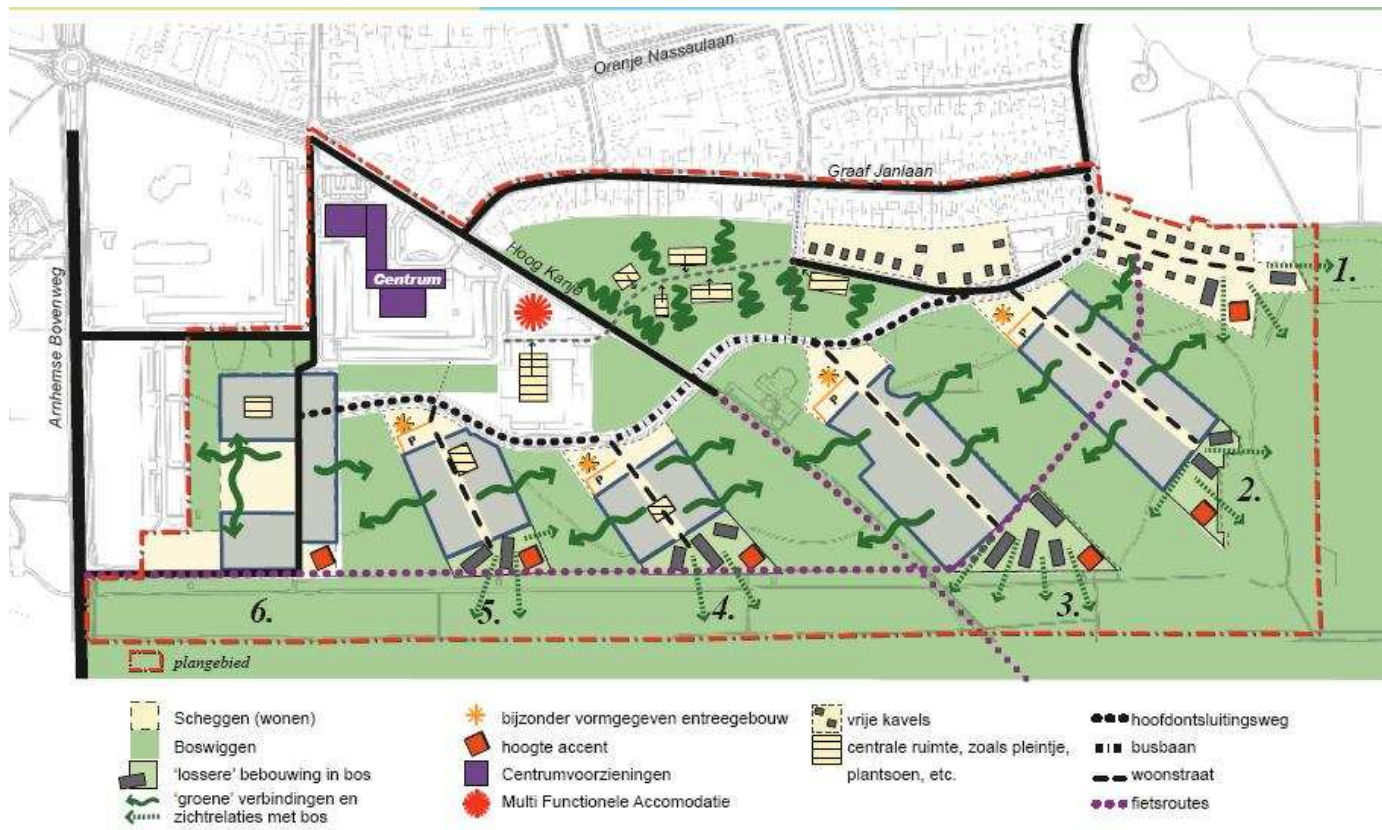 Oranje Nassaulaan
Graaf Janlaan
Hoog Kanje
Arnhemse Bovenweg
Centrum
1.
P
P
2.
P
P
P
6.
5.
4.
3.
plangebied
Scheggen (wonen)
Boswiggen
'lossere' bebouwing in bos
'groene' verbindingen en
zichtrelaties met bos
bijzonder vormgegeven entreegebouw
hoogte accent
Centrumvoorzieningen
Multi Functionele Accomodatie
vrije kavels
centrale ruimte, zoals pleintje,
plantsoen, etc.
hoofdontsluitingsweg
busbaan
woonstraat
fietsroutes